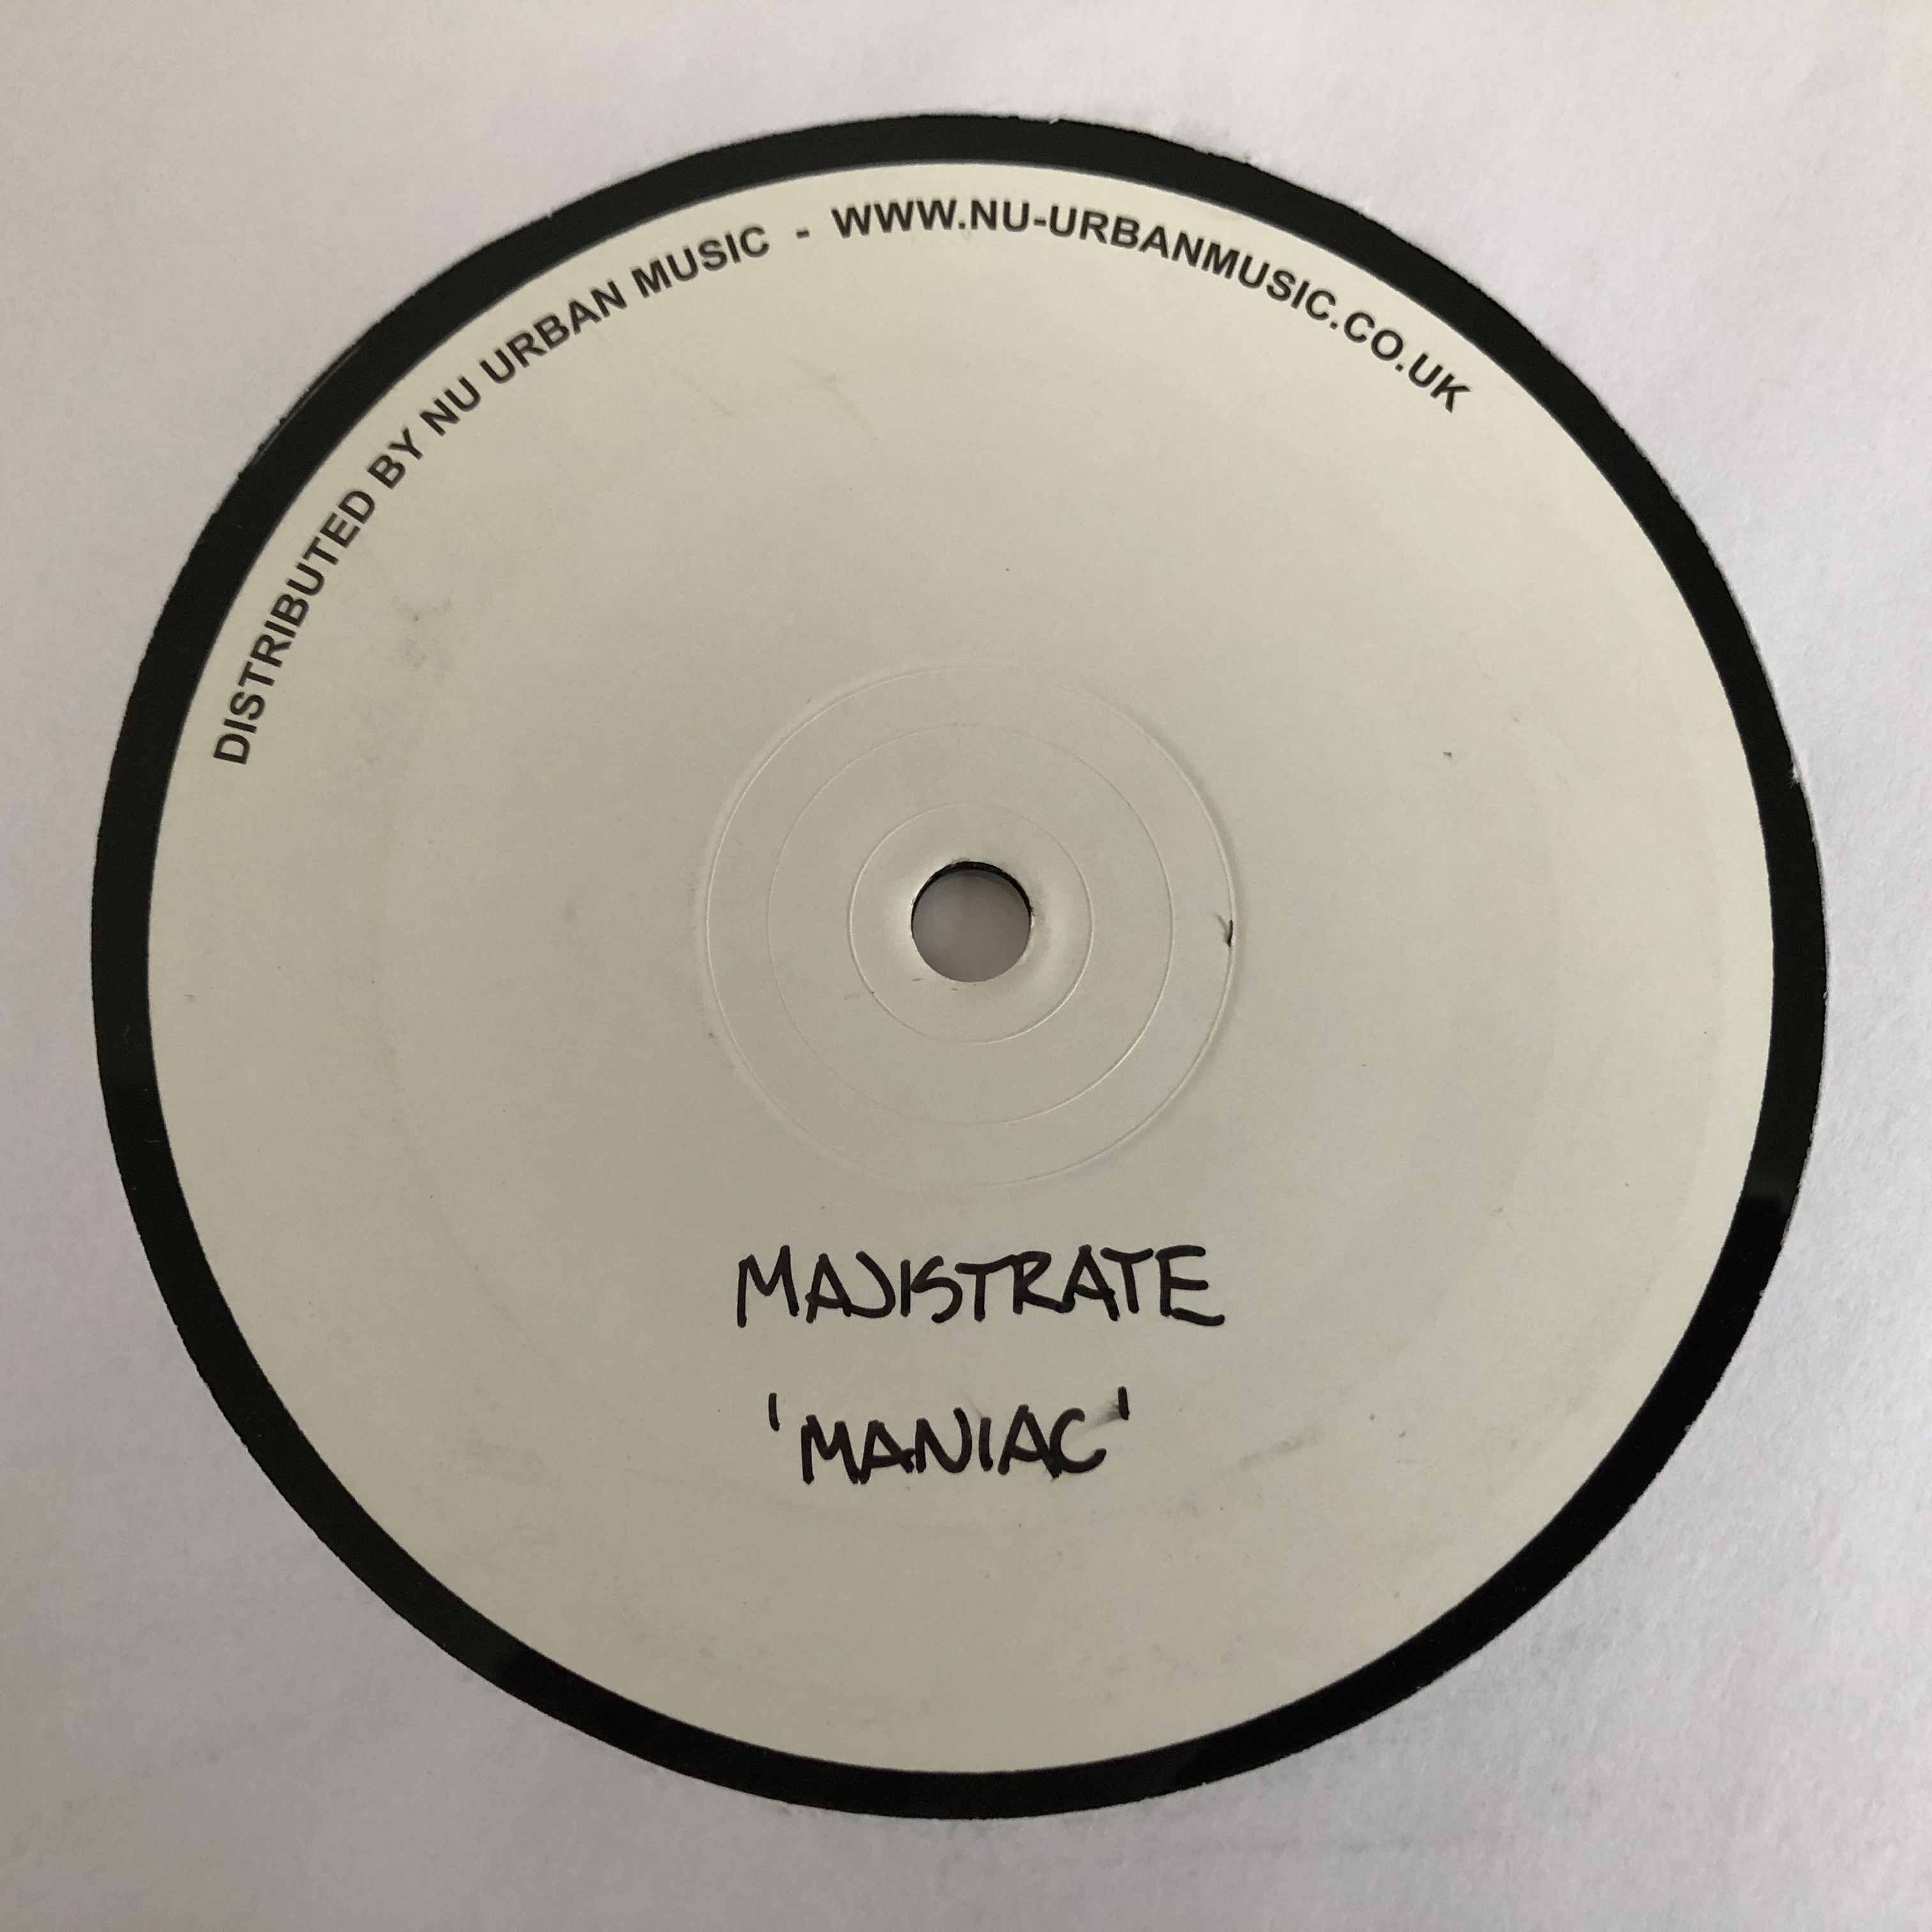 DISTRIBUTED BY NU URBAN MUSIC - WWW.NU-URBANMUSIC.CO.UK
MAJISTRATE
'MANIAC'